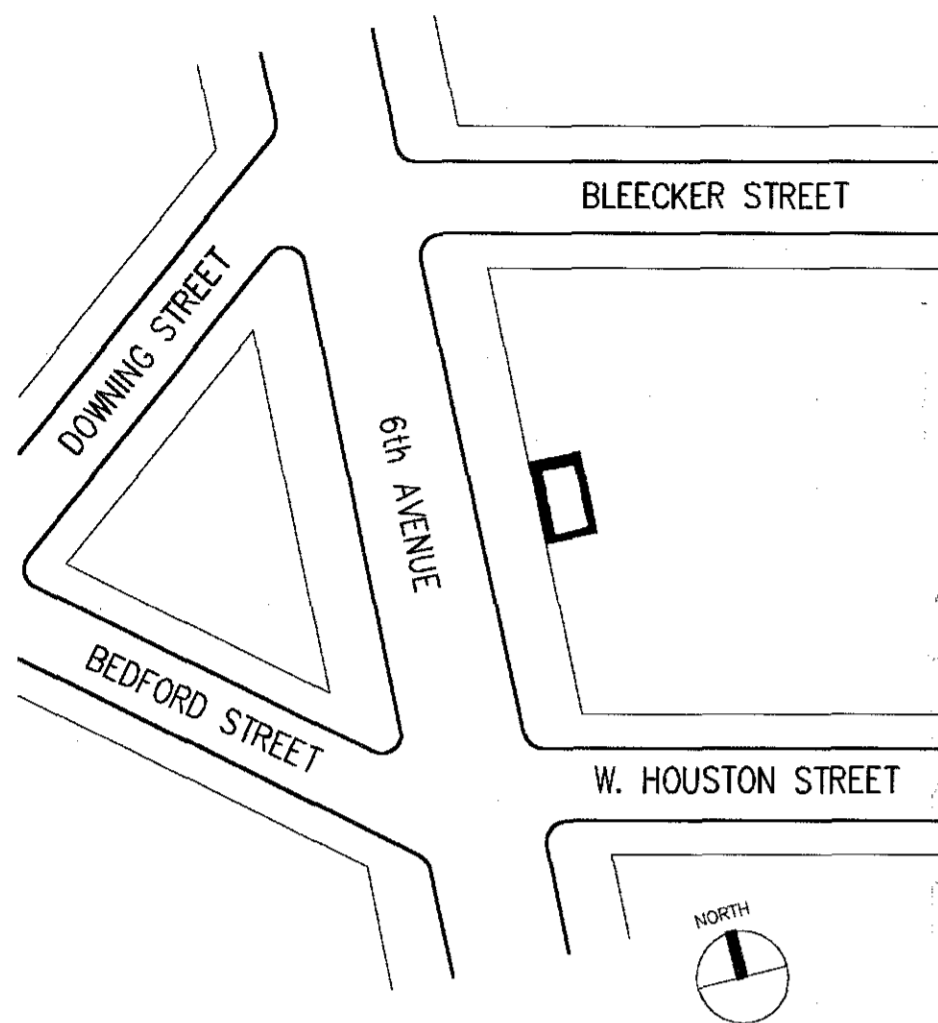 BLEECKER STREET
DOWNING STREET
6th AVENUE
BEDFORD STREET
W. HOUSTON STREET
NORTH